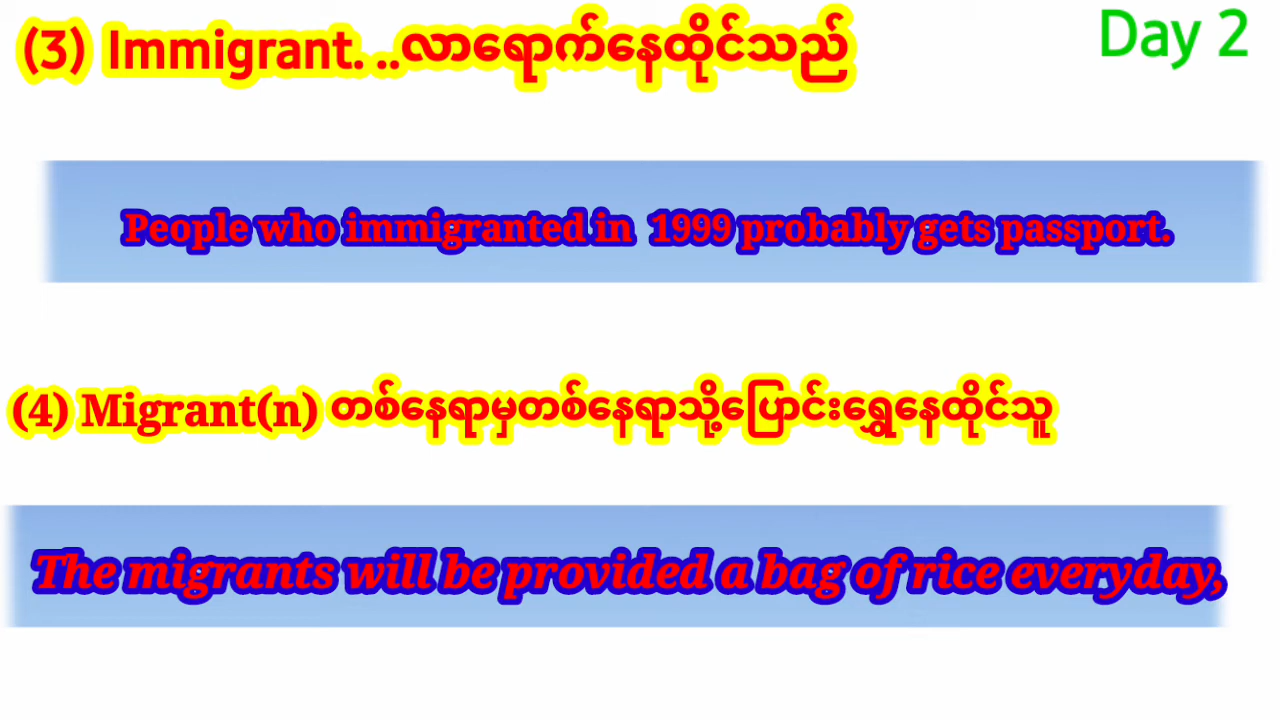 (3) Immigrant. ..လာရောက်နေထိုင်သည်
Day 2
People who immigranted in 1999 probably gets passport.
(4) Migrant(n) တစ်နေရာမှတစ်နေရာသို့ပြောင်းရွှေနေထိုင်သူ
The migrants will be provided a bag of rice everyday,